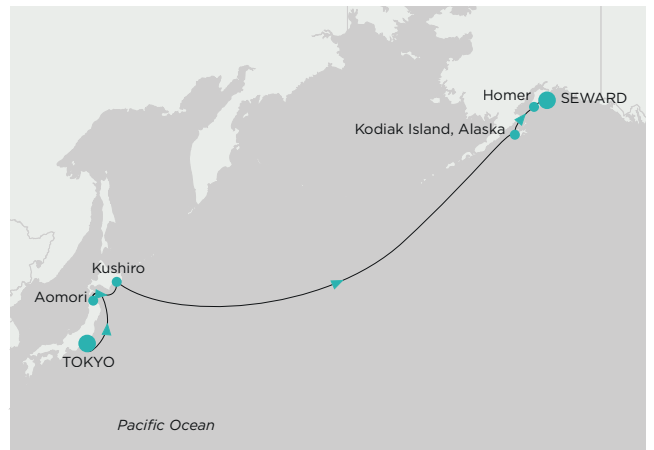 Homer
SEWARD
Kodiak Island, Alaska
Kushiro
Aomori
TOKYO
Pacific Ocean